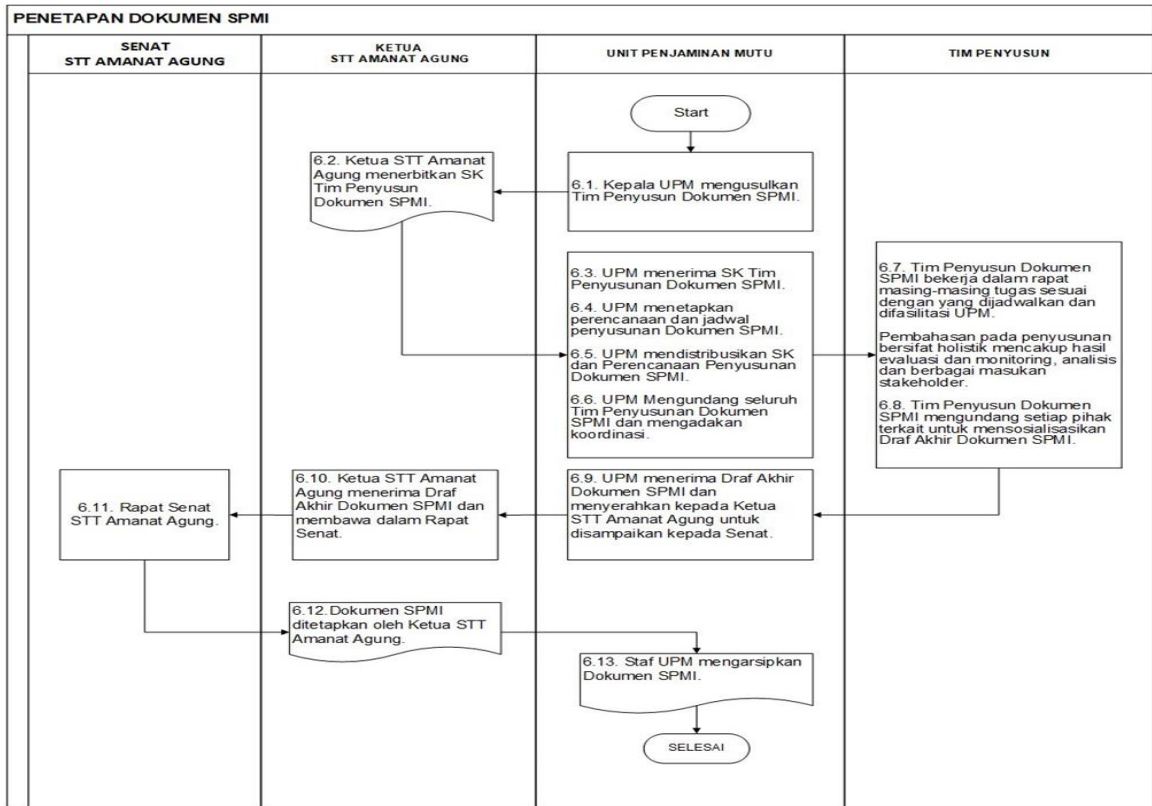 PENETAPAN DOKUMEN SPMI
SENAT
STT AMANAT AGUNG
KETUA
STT AMANAT AGUNG
UNIT PENJAMINAN MUTU
TIM PENYUSUN
Start
6.1. Kepala UPM mengusulkan
Tim Penyusun Dokumen SPMI.
6.2. Ketua STT Amanat
Agung menerbitkan SK
Tim Penyusun
Dokumen SPMI.
6.3. UPM menerima SK Tim
Penyusunan Dokumen SPMI.
6.4. UPM menetapkan
perencanaan dan jadwal
penyusunan Dokumen SPMI.
6.5. UPM mendistribusikan SK
dan Perencanaan Penyusunan
Dokumen SPMI.
6.6. UPM Mengundang seluruh
Tim Penyusunan Dokumen
SPMI dan mengadakan
koordinasi.
6.7. Tim Penyusun Dokumen
SPMI bekerja dalam rapat
masing-masing tugas sesuai
dengan yang dijadwalkan dan
difasilitasi UPM.
Pembahasan pada penyusunan
bersifat holistik mencakup hasil
evaluasi dan monitoring, analisis
dan berbagai masukan
stakeholder.
6.8. Tim Penyusun Dokumen
SPMI mengundang setiap pihak
terkait untuk mensosialisasikan
Draf Akhir Dokumen SPMI.
6.9. UPM menerima Draf Akhir
Dokumen SPMI dan
menyerahkan kepada Ketua
STT Amanat Agung untuk
disampaikan kepada Senat.
6.10. Ketua STT Amanat
Agung menerima Draf
Akhir Dokumen SPMI dan
membawa dalam Rapat
Senat.
6.11. Rapat Senat
STT Amanat Agung.
6.12.Dokumen SPMI
ditetapkan oleh Ketua STT
Amanat Agung.
6.13. Staf UPM mengarsipkan
Dokumen SPMI.
SELESAI